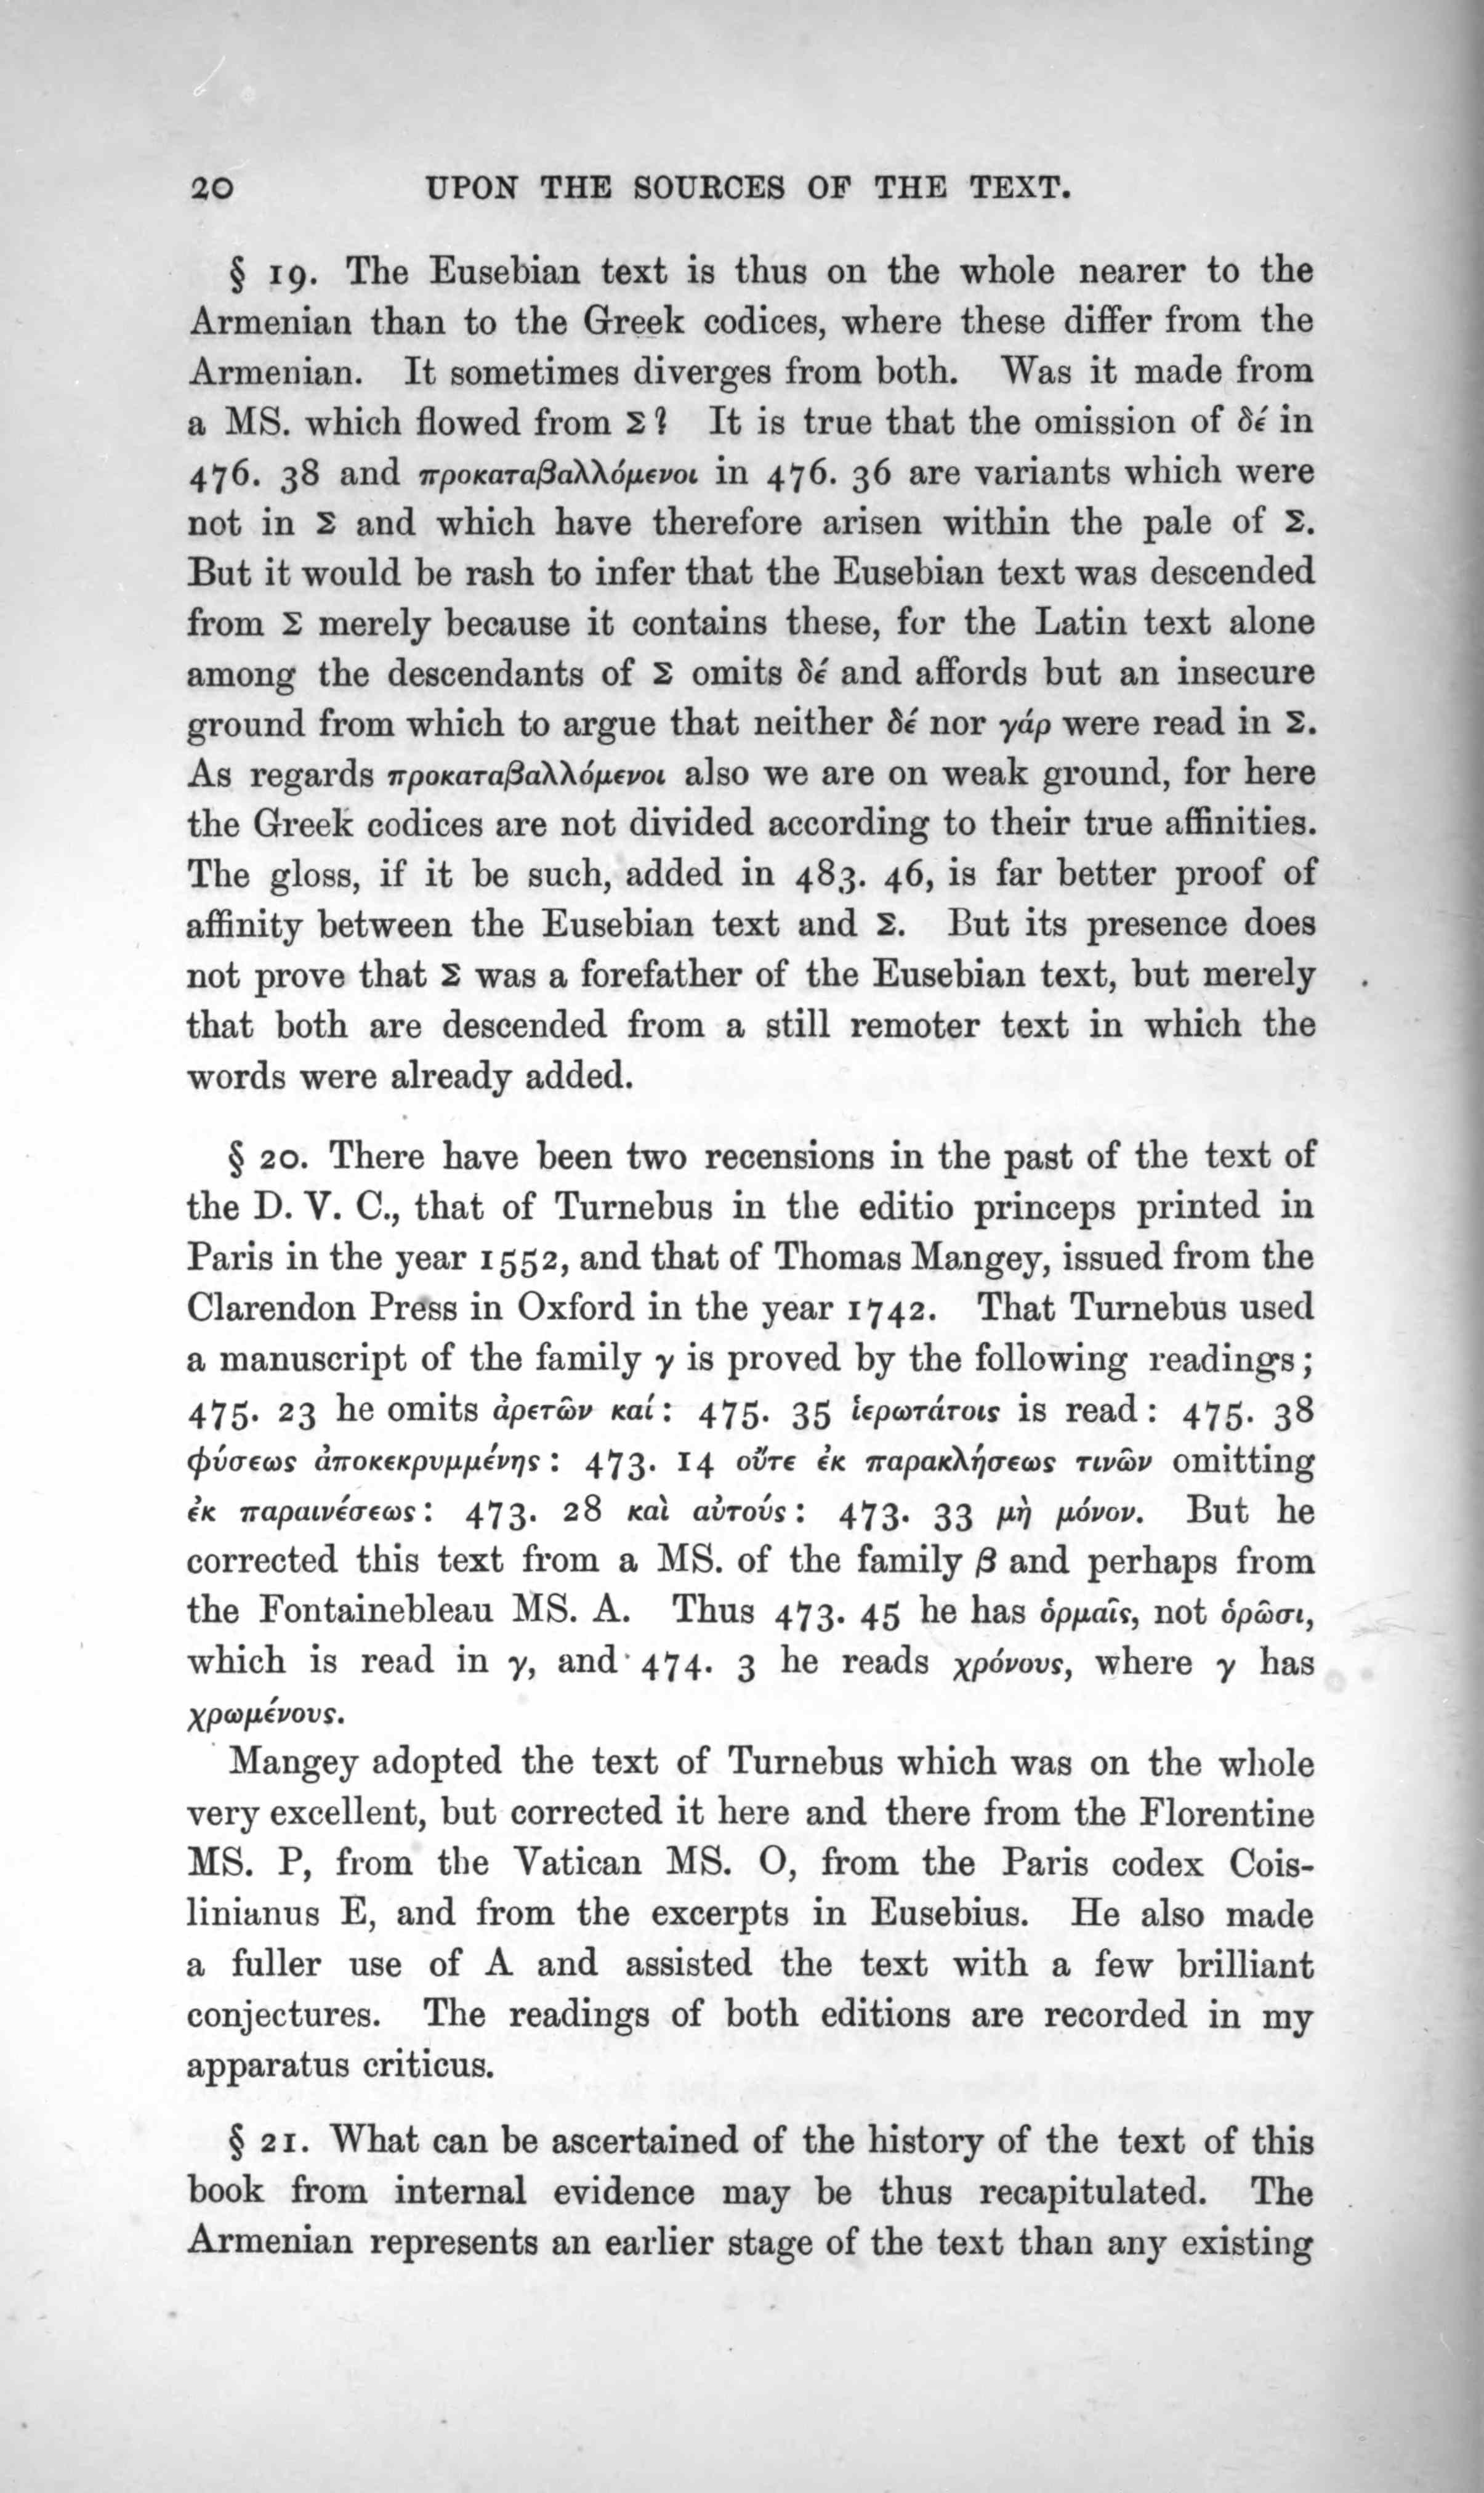 20 UPON THE SOURCES OF THE TEXT.
§ 19. The Eusebian text is thus on the whole nearer to the
Armenian than to the Greek codices, where these differ from the
Armenian. It sometimes diverges from both. Was it made from
a MS. which flowed from Σ? It is true that the omission of δέ in
476. 38 and προκαταβαλλόμενοι in 476. 36 are variants which were
not in Σ and which have therefore arisen within the pale of Σ.
But it would be rash to infer that the Eusebian text was descended
from Σ merely because it contains these, for the Latin text alone
among the descendants of Σ omits δέ and affords but an insecure
ground from which to argue that neither δέ nor γάρ were read in Σ.
As regards προκαταβαλλόμενοι also we are on weak ground, for here
the Greek codices are not divided according to their true affinities.
The gloss, if it be such, added in 483. 46, is far better proof of
affinity between the Eusebian text and Σ. But its presence does
not prove that Σ was a forefather of the Eusebian text, but merely
that both are descended from a still remoter text in which the
words were already added.
§ 20. There have been two recensions in the past of the text of
the D. V. C., that of Turnebus in the editio princeps printed in
Paris in the year 1552, and that of Thomas Mangey, issued from the
Clarendon Press in Oxford in the year 1742. That Turnebus used
a manuscript of the family γ is proved by the following readings;
475. 23 he omits ἀρετῶν καί: 475. 35 ἱερωτάτοις is read: 475. 38
φύσεως ἀποκεκρυμμένης: 473. 14 οὔτε ἐκ παρακλήσεως τινῶν omitting
ἐκ παραινέσεως: 473. 28 καὶ αὐτούς: 473. 33 μὴ μόνον. But he
corrected this text from a MS. of the family β and perhaps from
the Fontainebleau MS. A. Thus 473. 45 he has ὁρμαῖς, not ὁρῶσι,
which is read in γ, and 474. 3 he reads χρόνους, where γ has
χρωμένους.
Mangey adopted the text of Turnebus which was on the whole
very excellent, but corrected it here and there from the Florentine
MS. P, from the Vatican MS. O, from the Paris codex Cois-
linianus E, and from the excerpts in Eusebius. He also made
a fuller use of A and assisted the text with a few brilliant
conjectures. The readings of both editions are recorded in my
apparatus criticus.
§ 21. What can be ascertained of the history of the text of this
book from internal evidence may be thus recapitulated. The
Armenian represents an earlier stage of the text than any existing